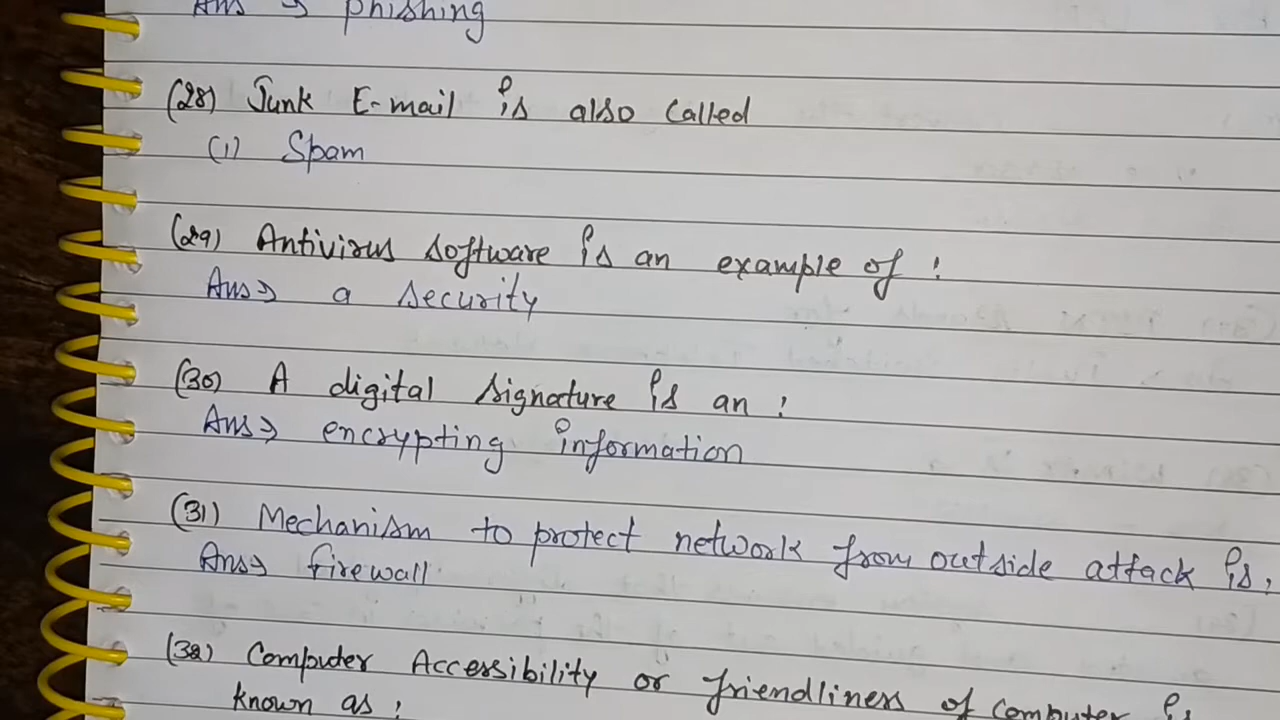 Ans → phishing
(28) Junk E-mail is also called
(1) Spam
(29) Antivirus software is an example of :
Ans → a security
(30) A digital signature is an :
Ans → encrypting information
(31) Mechanism to protect network from outside attack is,
Ans → firewall
(32) Computer Accessibility or friendliness of computer is
known as :